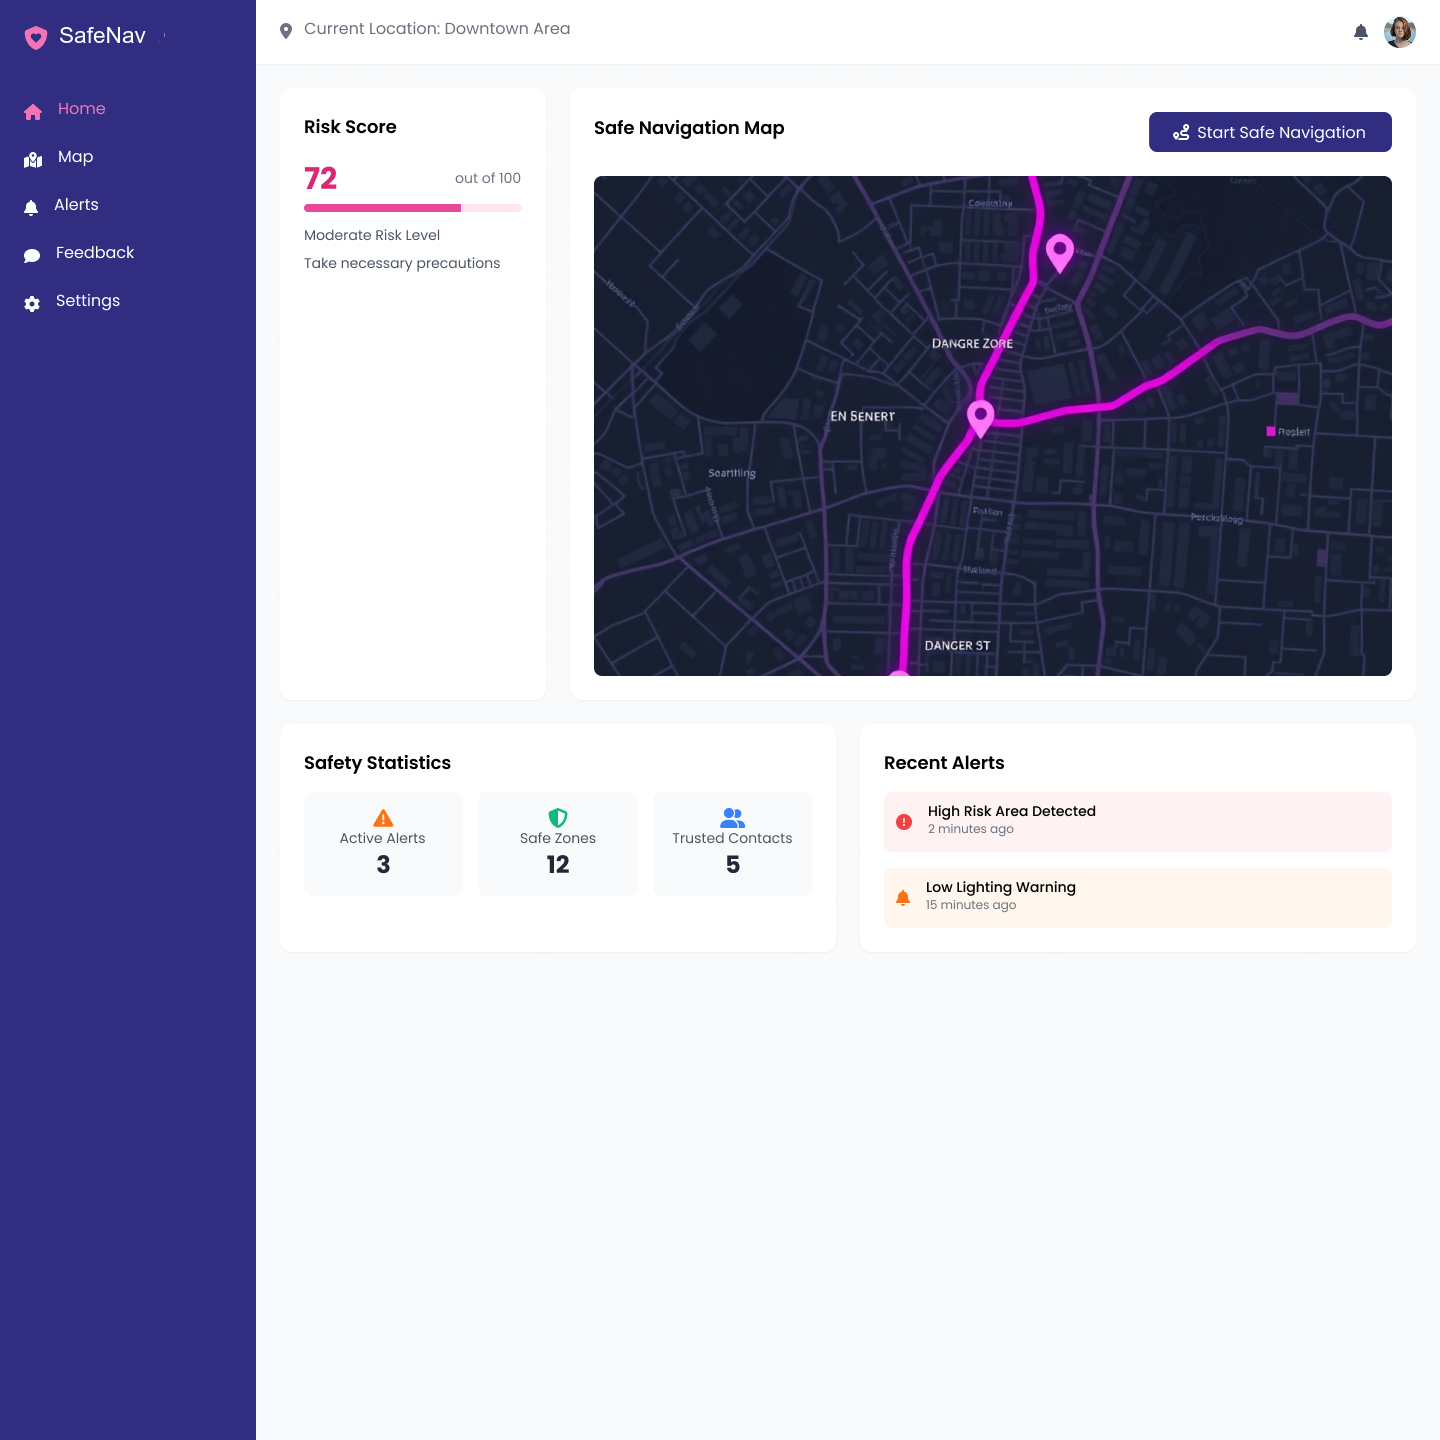 SafeNav
Current Location: Downtown Area
Home
Map
Alerts
Feedback
Settings
Risk Score
72
out of 100
Moderate Risk Level
Take necessary precautions
Safe Navigation Map
Start Safe Navigation
DANGRE ZORE
EN SENERT
DANGER ST
Safety Statistics
Active Alerts
3
Safe Zones
12
Trusted Contacts
5
Recent Alerts
High Risk Area Detected
2 minutes ago
Low Lighting Warning
15 minutes ago